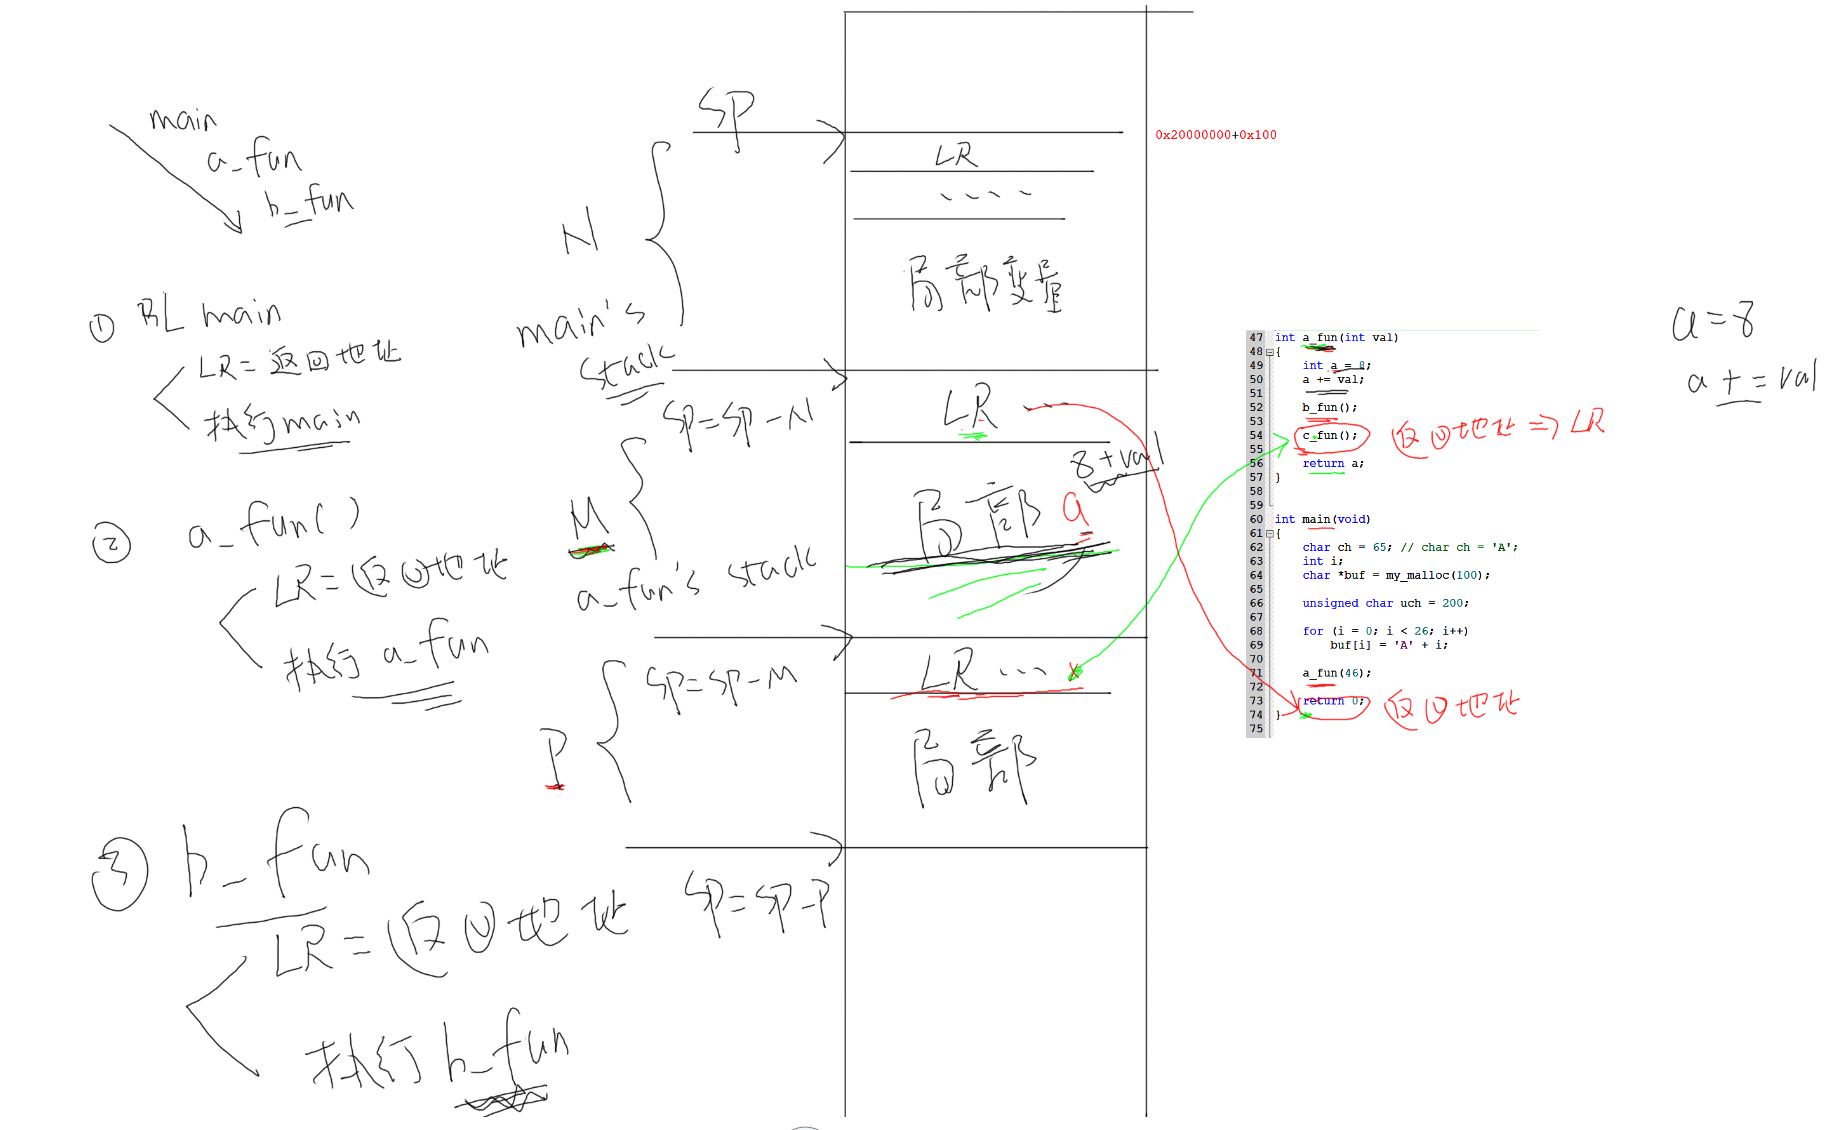 main
a_fun
b_fun
① BL main
LR=返回地址
执行main
② a_fun()
LR=返回地址
执行 a_fun
③ b_fun
LR=返回地址
执行 b_fun
SP
N
main's
stack
SP=SP-N
M
a_fun's stack
SP=SP-M
P
SP=SP-P
0x20000000+0x100
LR
....
局部变量
LR ...
8+val
局部 a
LR ...
局部
47 int a_fun(int val)
48 {
49 int a = 8;
50 a += val;
51
52 b_fun();
53
54 c_fun();
55
56 return a;
57 }
58
59
60 int main(void)
61 {
62 char ch = 65; // char ch = 'A';
63 int i;
64 char *buf = my_malloc(100);
65
66 unsigned char uch = 200;
67
68 for (i = 0; i < 26; i++)
69 buf[i] = 'A' + i;
70
71 a_fun(46);
72
73 return 0;
74 }
75
返回地址 => LR
返回地址
a=8
a+=val